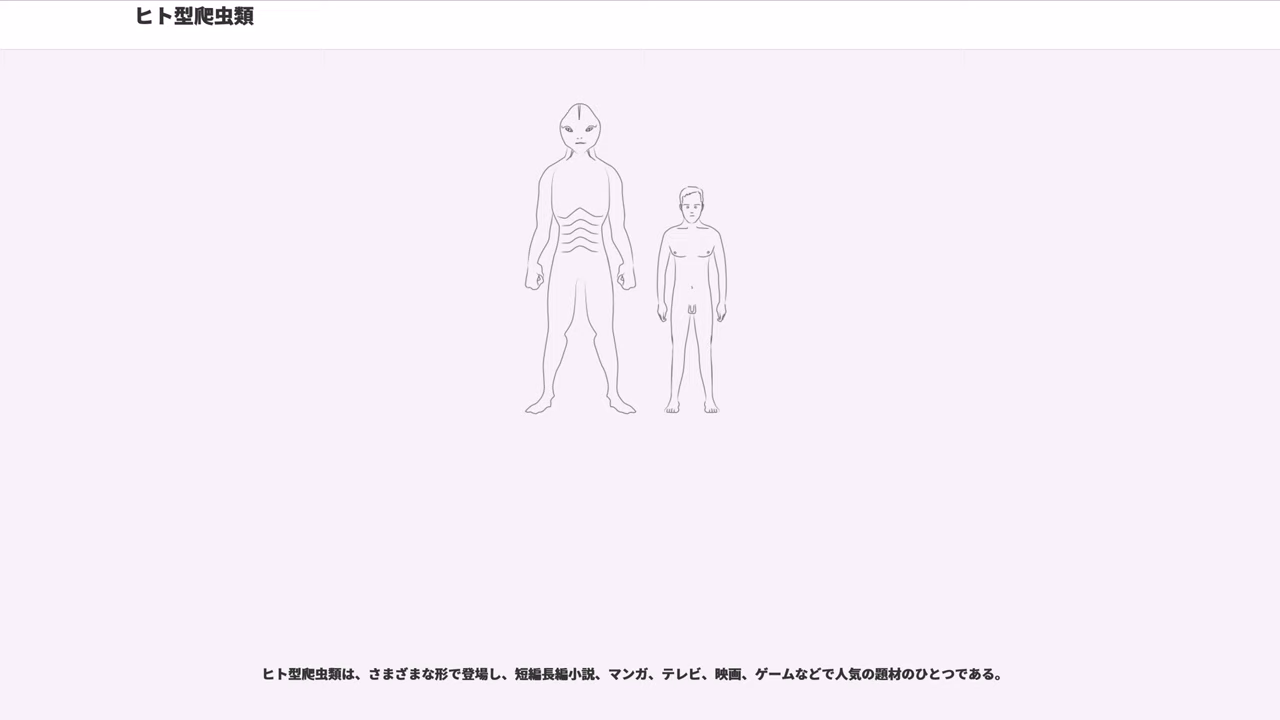 ヒト型爬虫類
ヒト型爬虫類は、さまざまな形で登場し、短編長編小説、マンガ、テレビ、映画、ゲームなどで人気の題材のひとつである。